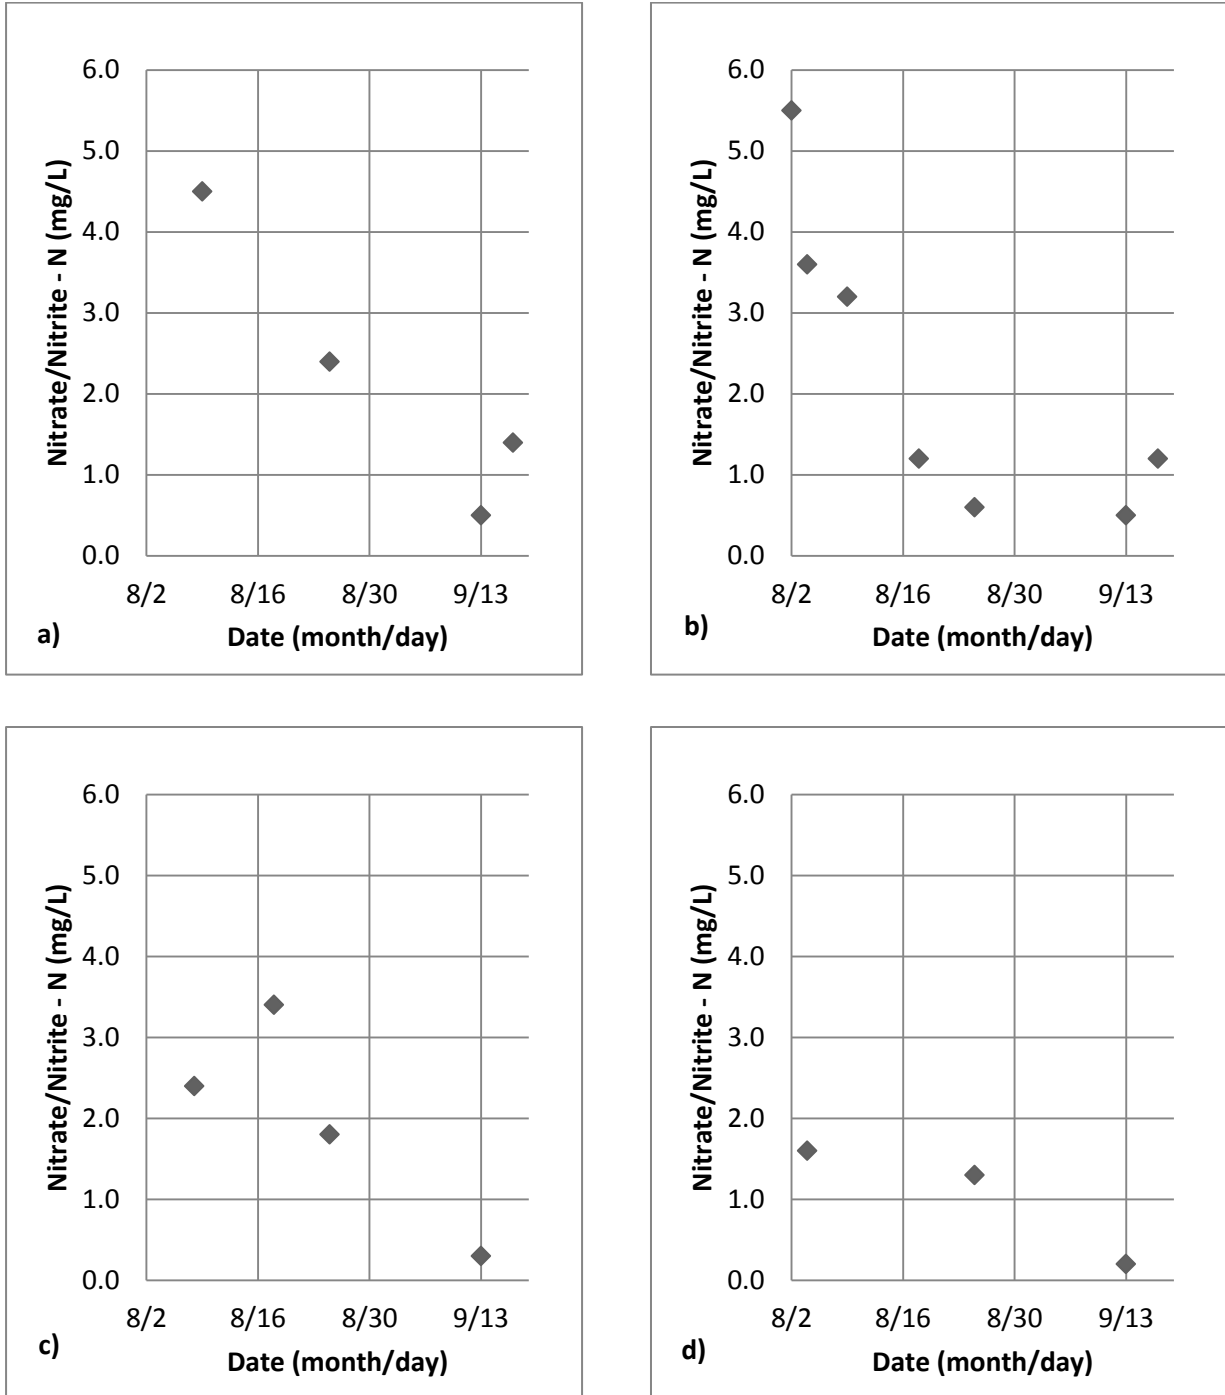 Nitrate/Nitrite - N (mg/L)
6.0
5.0
4.0
3.0
2.0
1.0
0.0
8/2 8/16 8/30 9/13
a) Date (month/day)
Nitrate/Nitrite - N (mg/L)
6.0
5.0
4.0
3.0
2.0
1.0
0.0
8/2 8/16 8/30 9/13
b) Date (month/day)
Nitrate/Nitrite - N (mg/L)
6.0
5.0
4.0
3.0
2.0
1.0
0.0
8/2 8/16 8/30 9/13
c) Date (month/day)
Nitrate/Nitrite - N (mg/L)
6.0
5.0
4.0
3.0
2.0
1.0
0.0
8/2 8/16 8/30 9/13
d) Date (month/day)